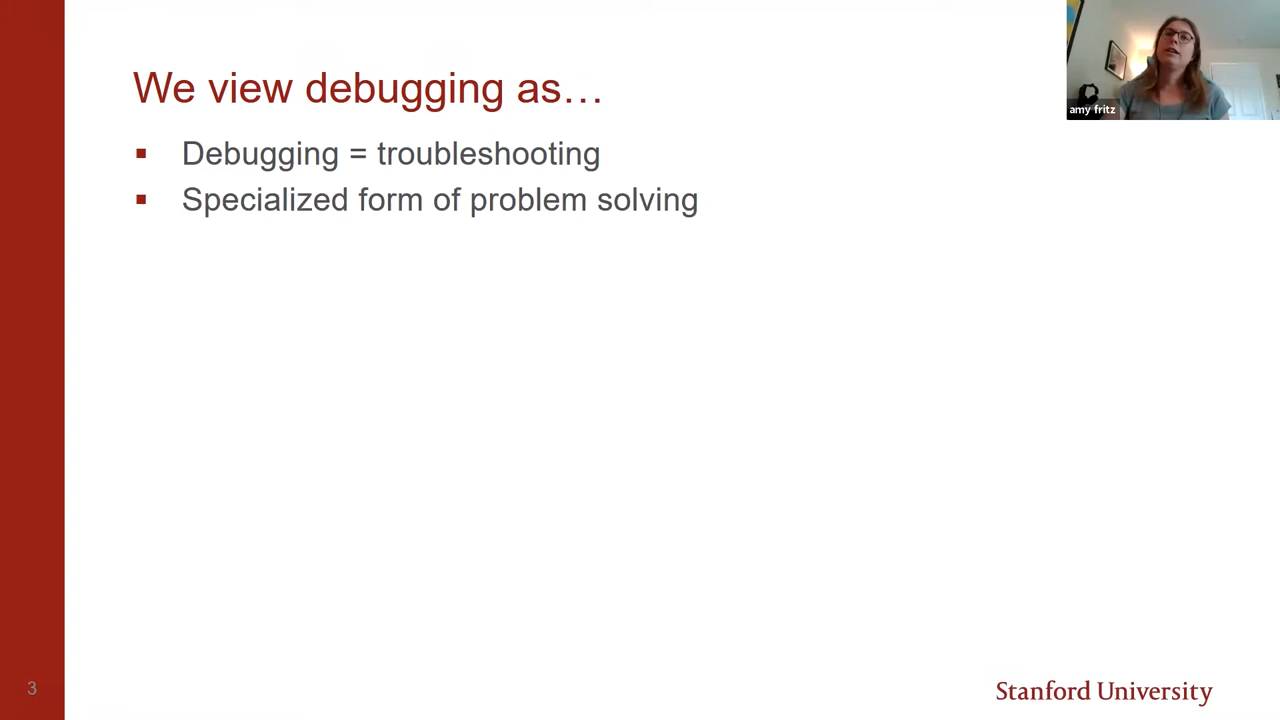 We view debugging as…
▪ Debugging = troubleshooting
▪ Specialized form of problem solving
amy fritz
3
Stanford University